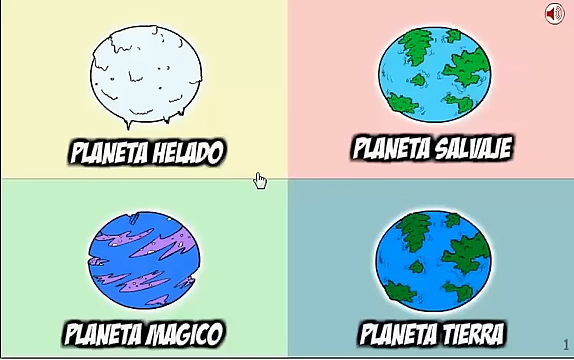 PLANETA HELADO
PLANETA SALVAJE
PLANETA MAGICO
PLANETA TIERRA
1